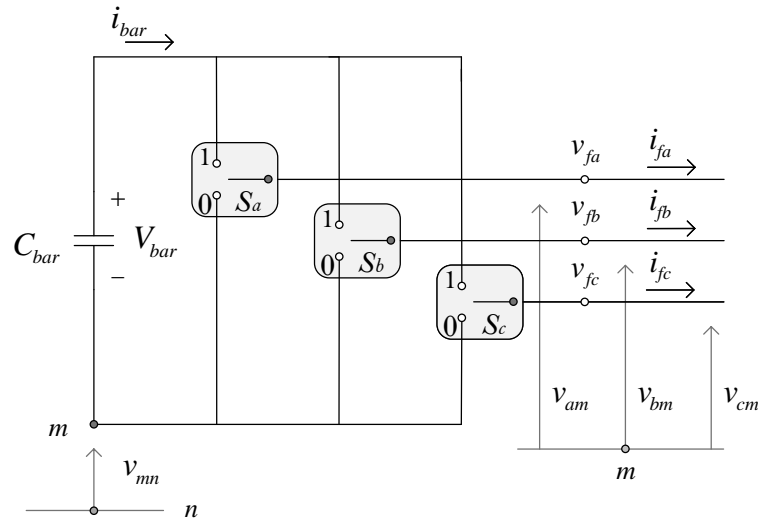 i_bar
1
0
S_a
v_fa
i_fa
1
0
S_b
v_fb
i_fb
C_bar
+
V_bar
−
1
0
S_c
v_fc
i_fc
v_am
v_bm
v_cm
m
m
v_mn
n